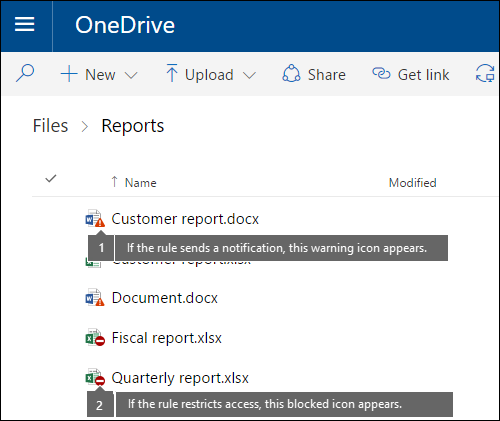 OneDrive
New Upload Share Get link
Files > Reports
Name Modified
Customer report.docx
1 If the rule sends a notification, this warning icon appears.
Customer report.xlsx
Document.docx
Fiscal report.xlsx
Quarterly report.xlsx
2 If the rule restricts access, this blocked icon appears.